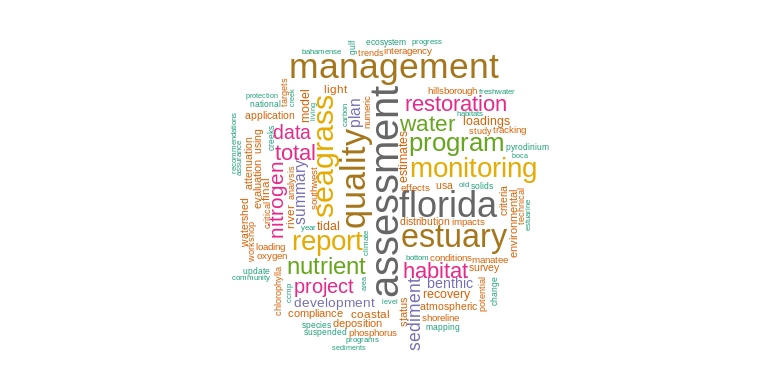 ecosystem
progress
gulf
bahamense
trends
interagency
management
protection
national
targets
creek
light
model
living
carbon
plan
numeric
hillsborough
freshwater
habitats
restoration
application
data
creeks
recommendations
assurance
attenuation
evaluation
using
total
seagrass
quality
assessment
water
loadings
study
tracking
program
pyrodinium
boca
estimates
monitoring
final
nitrogen
analysis
summary
southwest
effects
usa
old
solids
florida
criteria
technical
estuarine
environmental
watershed
workshop
critical
river
year
tidal
climate
distribution
impacts
estuary
loading
oxygen
report
nutrient
bottom
conditions
manatee
survey
habitat
update
community
chlorophylla
ccmp
project
area
benthic
sediment
recovery
potential
change
development
level
status
atmospheric
compliance
coastal
shoreline
mapping
species
deposition
suspended
phosphorus
programs
sediments